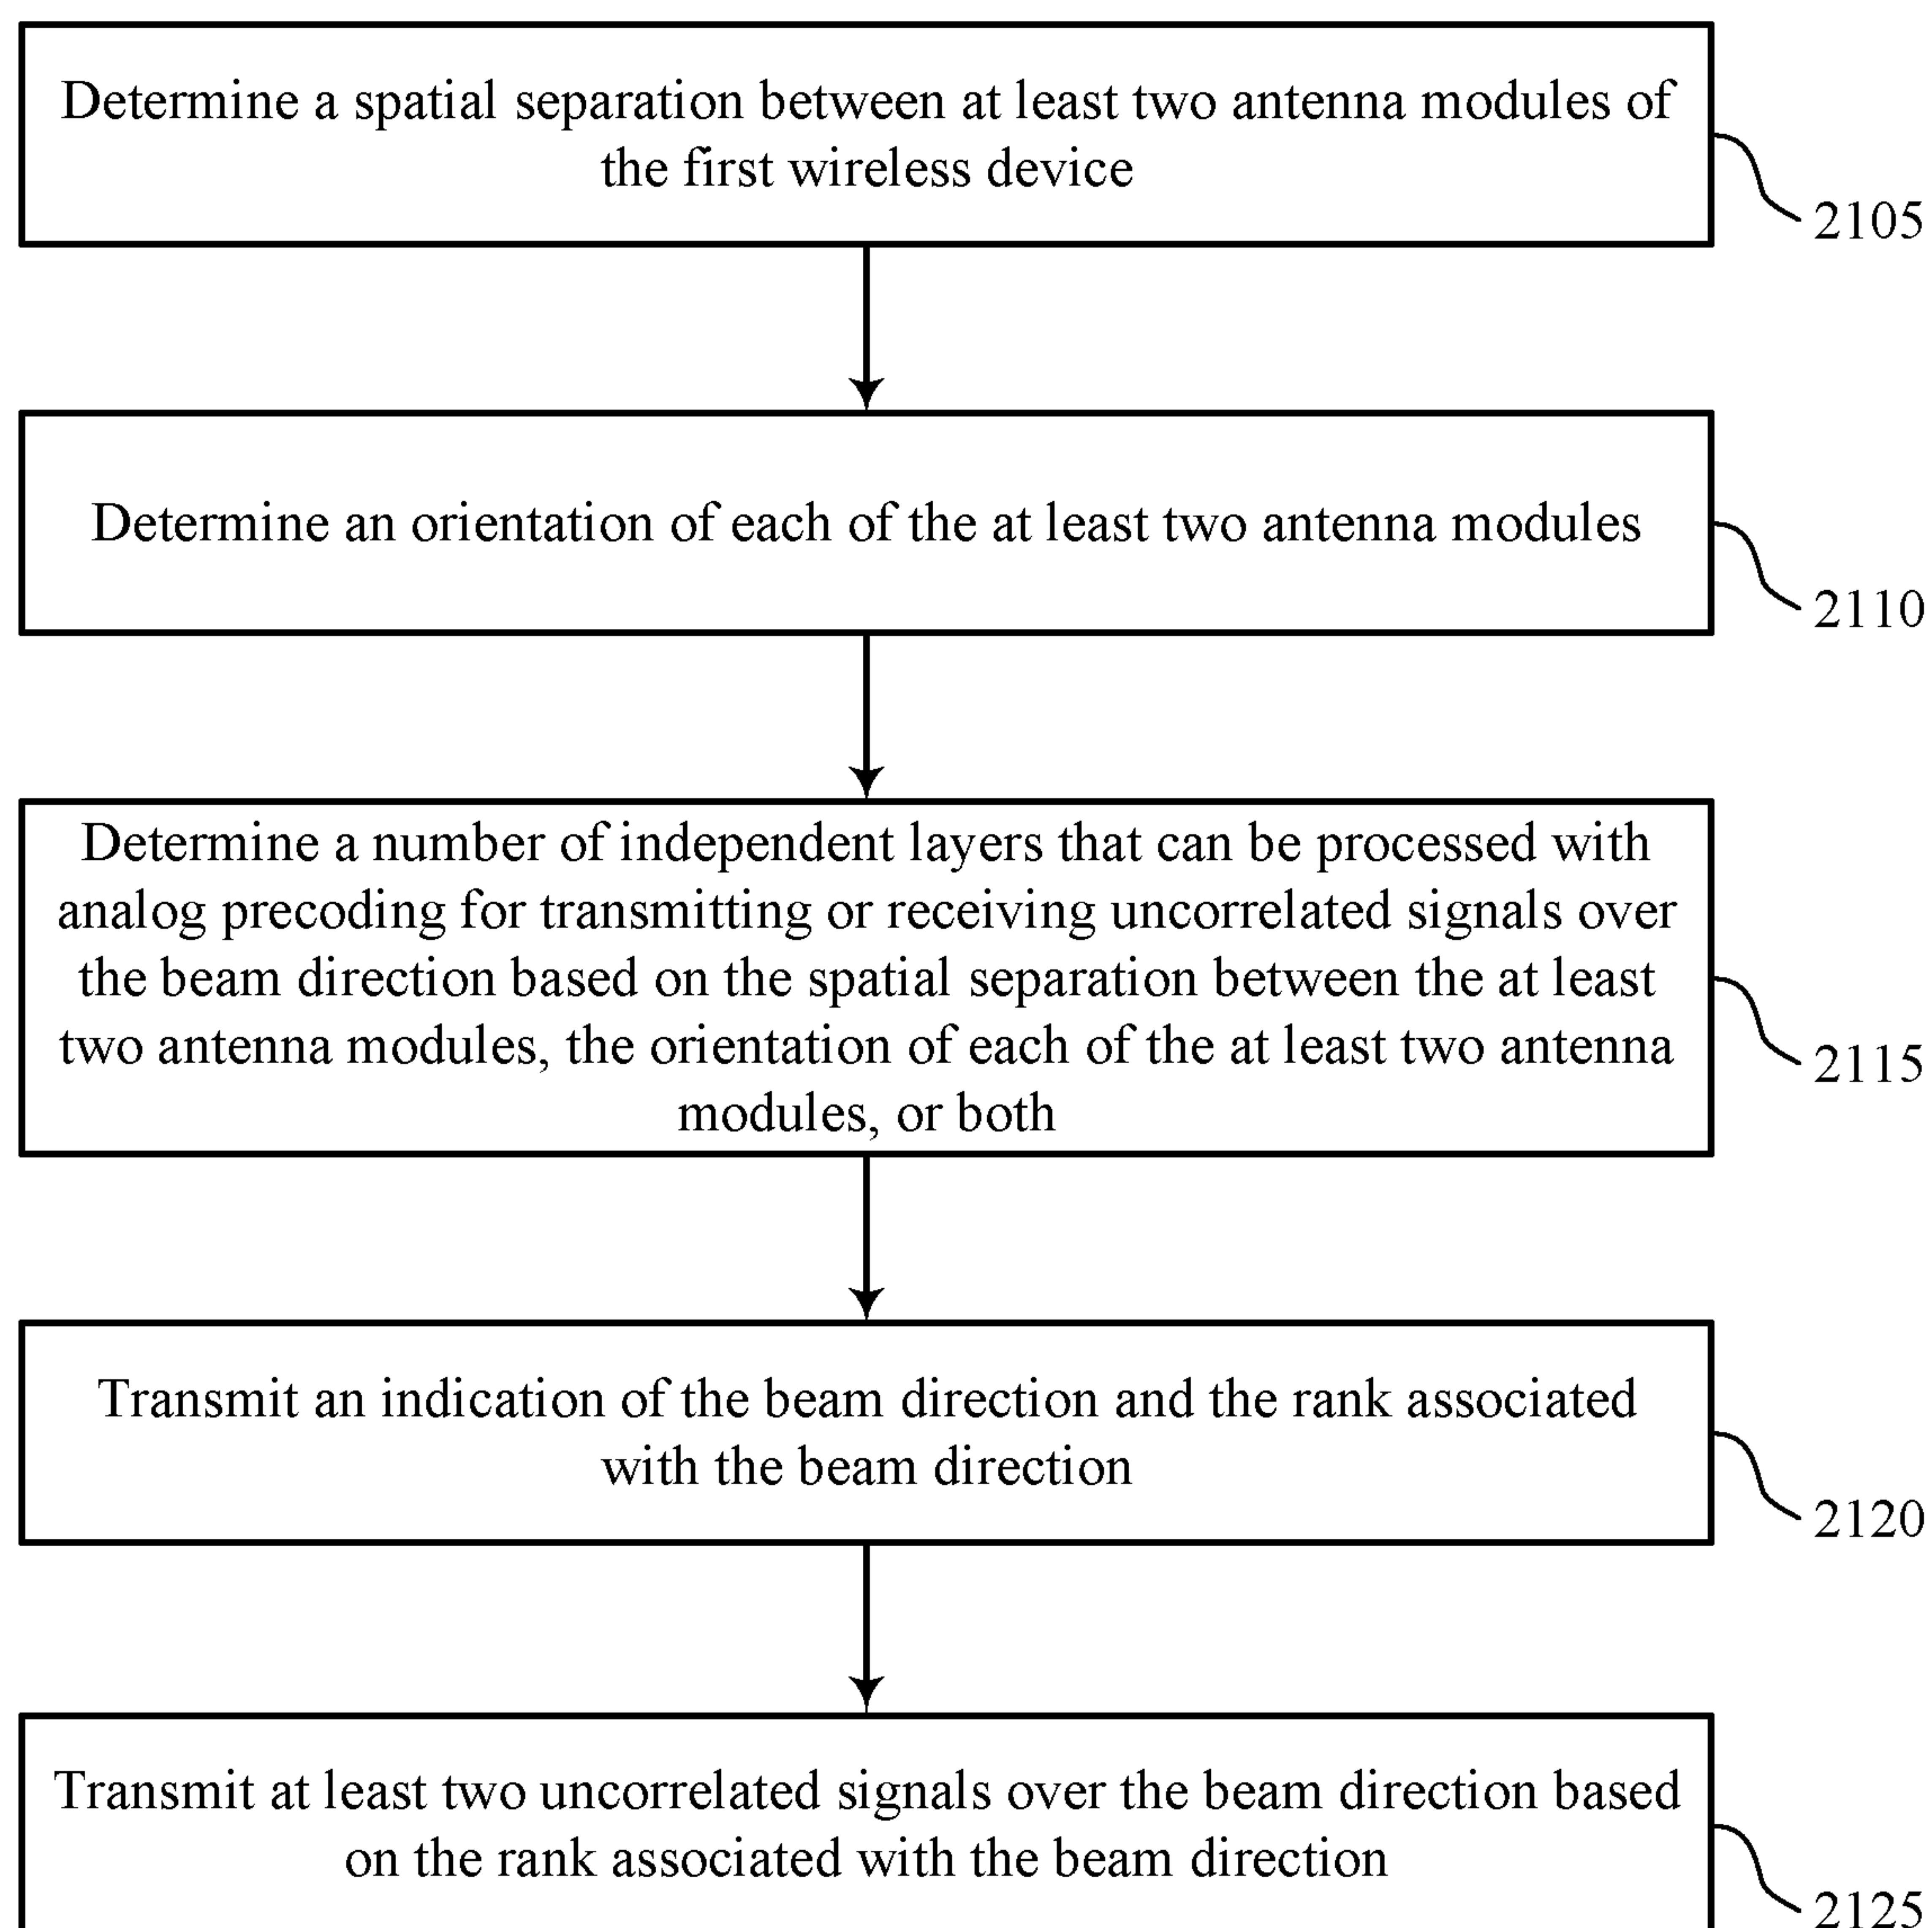 Determine a spatial separation between at least two antenna modules of
the first wireless device
2105
Determine an orientation of each of the at least two antenna modules
2110
Determine a number of independent layers that can be processed with
analog precoding for transmitting or receiving uncorrelated signals over
the beam direction based on the spatial separation between the at least
two antenna modules, the orientation of each of the at least two antenna
modules, or both
2115
Transmit an indication of the beam direction and the rank associated
with the beam direction
2120
Transmit at least two uncorrelated signals over the beam direction based
on the rank associated with the beam direction
2125